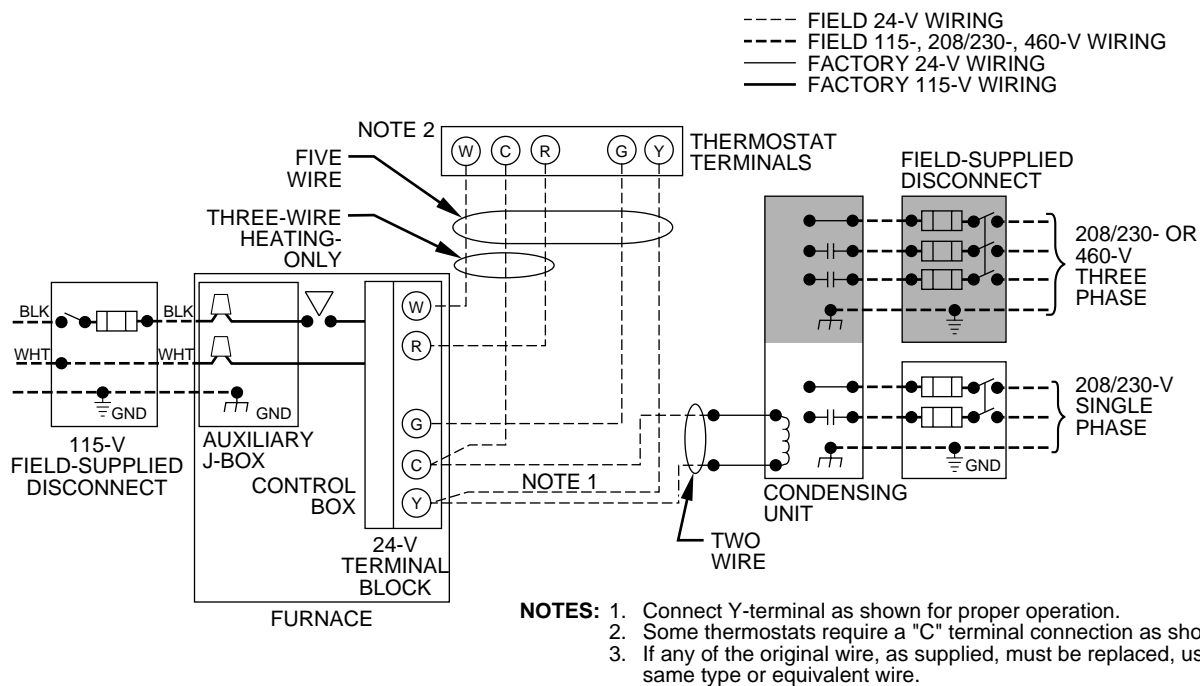 FIELD 24-V WIRING
FIELD 115-, 208/230-, 460-V WIRING
FACTORY 24-V WIRING
FACTORY 115-V WIRING
NOTE 2
W C R G Y
THERMOSTAT
TERMINALS
FIVE
WIRE
THREE-WIRE
HEATING-
ONLY
FIELD-SUPPLIED
DISCONNECT
208/230- OR
460-V
THREE
PHASE
BLK
BLK
WHT
WHT
GND
GND
W
R
G
C
Y
115-V
FIELD-SUPPLIED
DISCONNECT
AUXILIARY
J-BOX
CONTROL
BOX
24-V
TERMINAL
BLOCK
FURNACE
NOTE 1
TWO
WIRE
CONDENSING
UNIT
GND
208/230-V
SINGLE
PHASE
NOTES: 1. Connect Y-terminal as shown for proper operation.
2. Some thermostats require a "C" terminal connection as sho
3. If any of the original wire, as supplied, must be replaced, us
same type or equivalent wire.